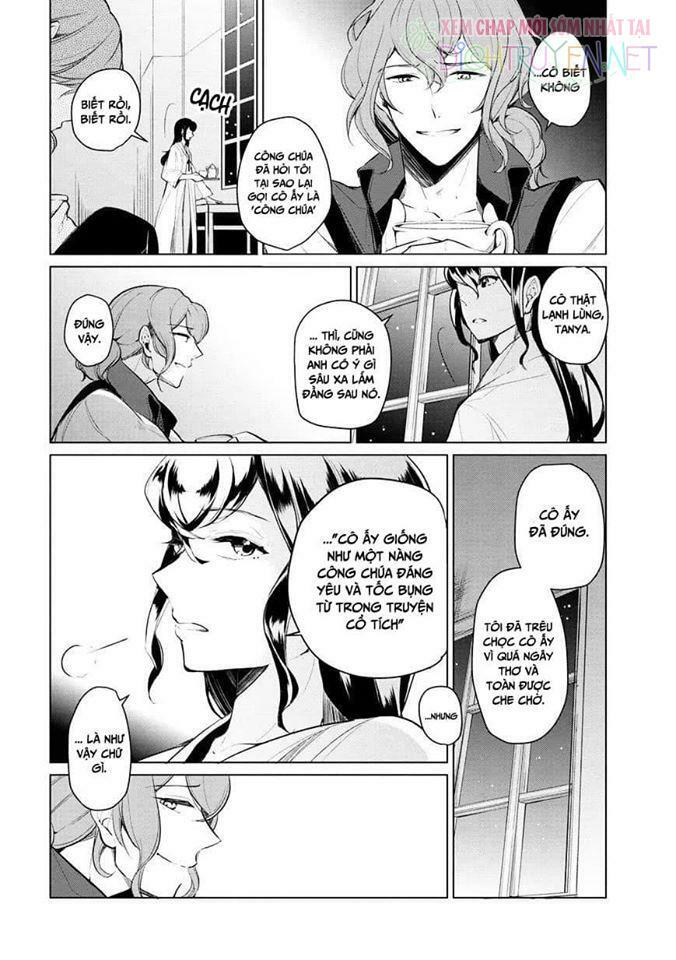 XEM CHAP MỚI SỚM NHẤT TẠI
DICHTRUYEN.NET
...CÔ BIẾT
KHÔNG
CÔNG CHÚA
ĐÃ HỎI TÔI
TẠI SAO LẠI
GỌI CÔ ẤY LÀ
'CÔNG CHÚA'
CẠCH
BIẾT RỒI,
BIẾT RỒI.
CÔ THẬT
LẠNH LÙNG,
TANYA.
... THÌ, CŨNG
KHÔNG PHẢI
ANH CÓ Ý GÌ
SÂU XA LẮM
ĐẰNG SAU NÓ.
ĐÚNG
VẬY.
CÔ ẤY
ĐÃ ĐÚNG.
TÔI ĐÃ TRÊU
CHỌC CÔ ẤY
VÌ QUÁ NGÂY
THƠ VÀ
TOÀN ĐƯỢC
CHE CHỞ.
..."CÔ ẤY GIỐNG
NHƯ MỘT NÀNG
CÔNG CHÚA ĐÁNG
YÊU VÀ TỐC BỤNG
TỪ TRONG TRUYỆN
CỔ TÍCH"
...NHƯNG
... LÀ NHƯ
VẬY CHỨ
GÌ.